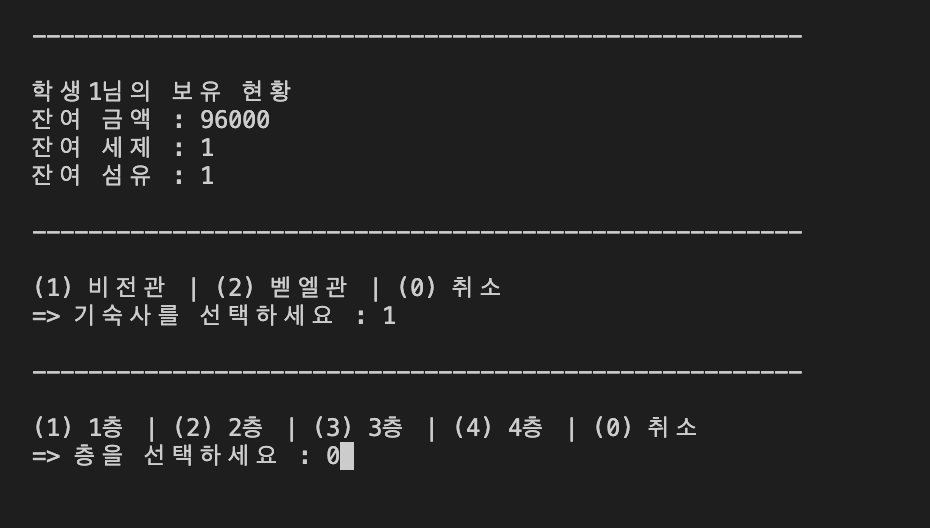 -------------------------------------------------------
학생1님의 보유 현황
잔여 금액 : 96000
잔여 세제 : 1
잔여 섬유 : 1
-------------------------------------------------------
(1) 비전관 | (2) 벧엘관 | (0) 취소
=> 기숙사를 선택하세요 : 1
-------------------------------------------------------
(1) 1층 | (2) 2층 | (3) 3층 | (4) 4층 | (0) 취소
=> 층을 선택하세요 : 0